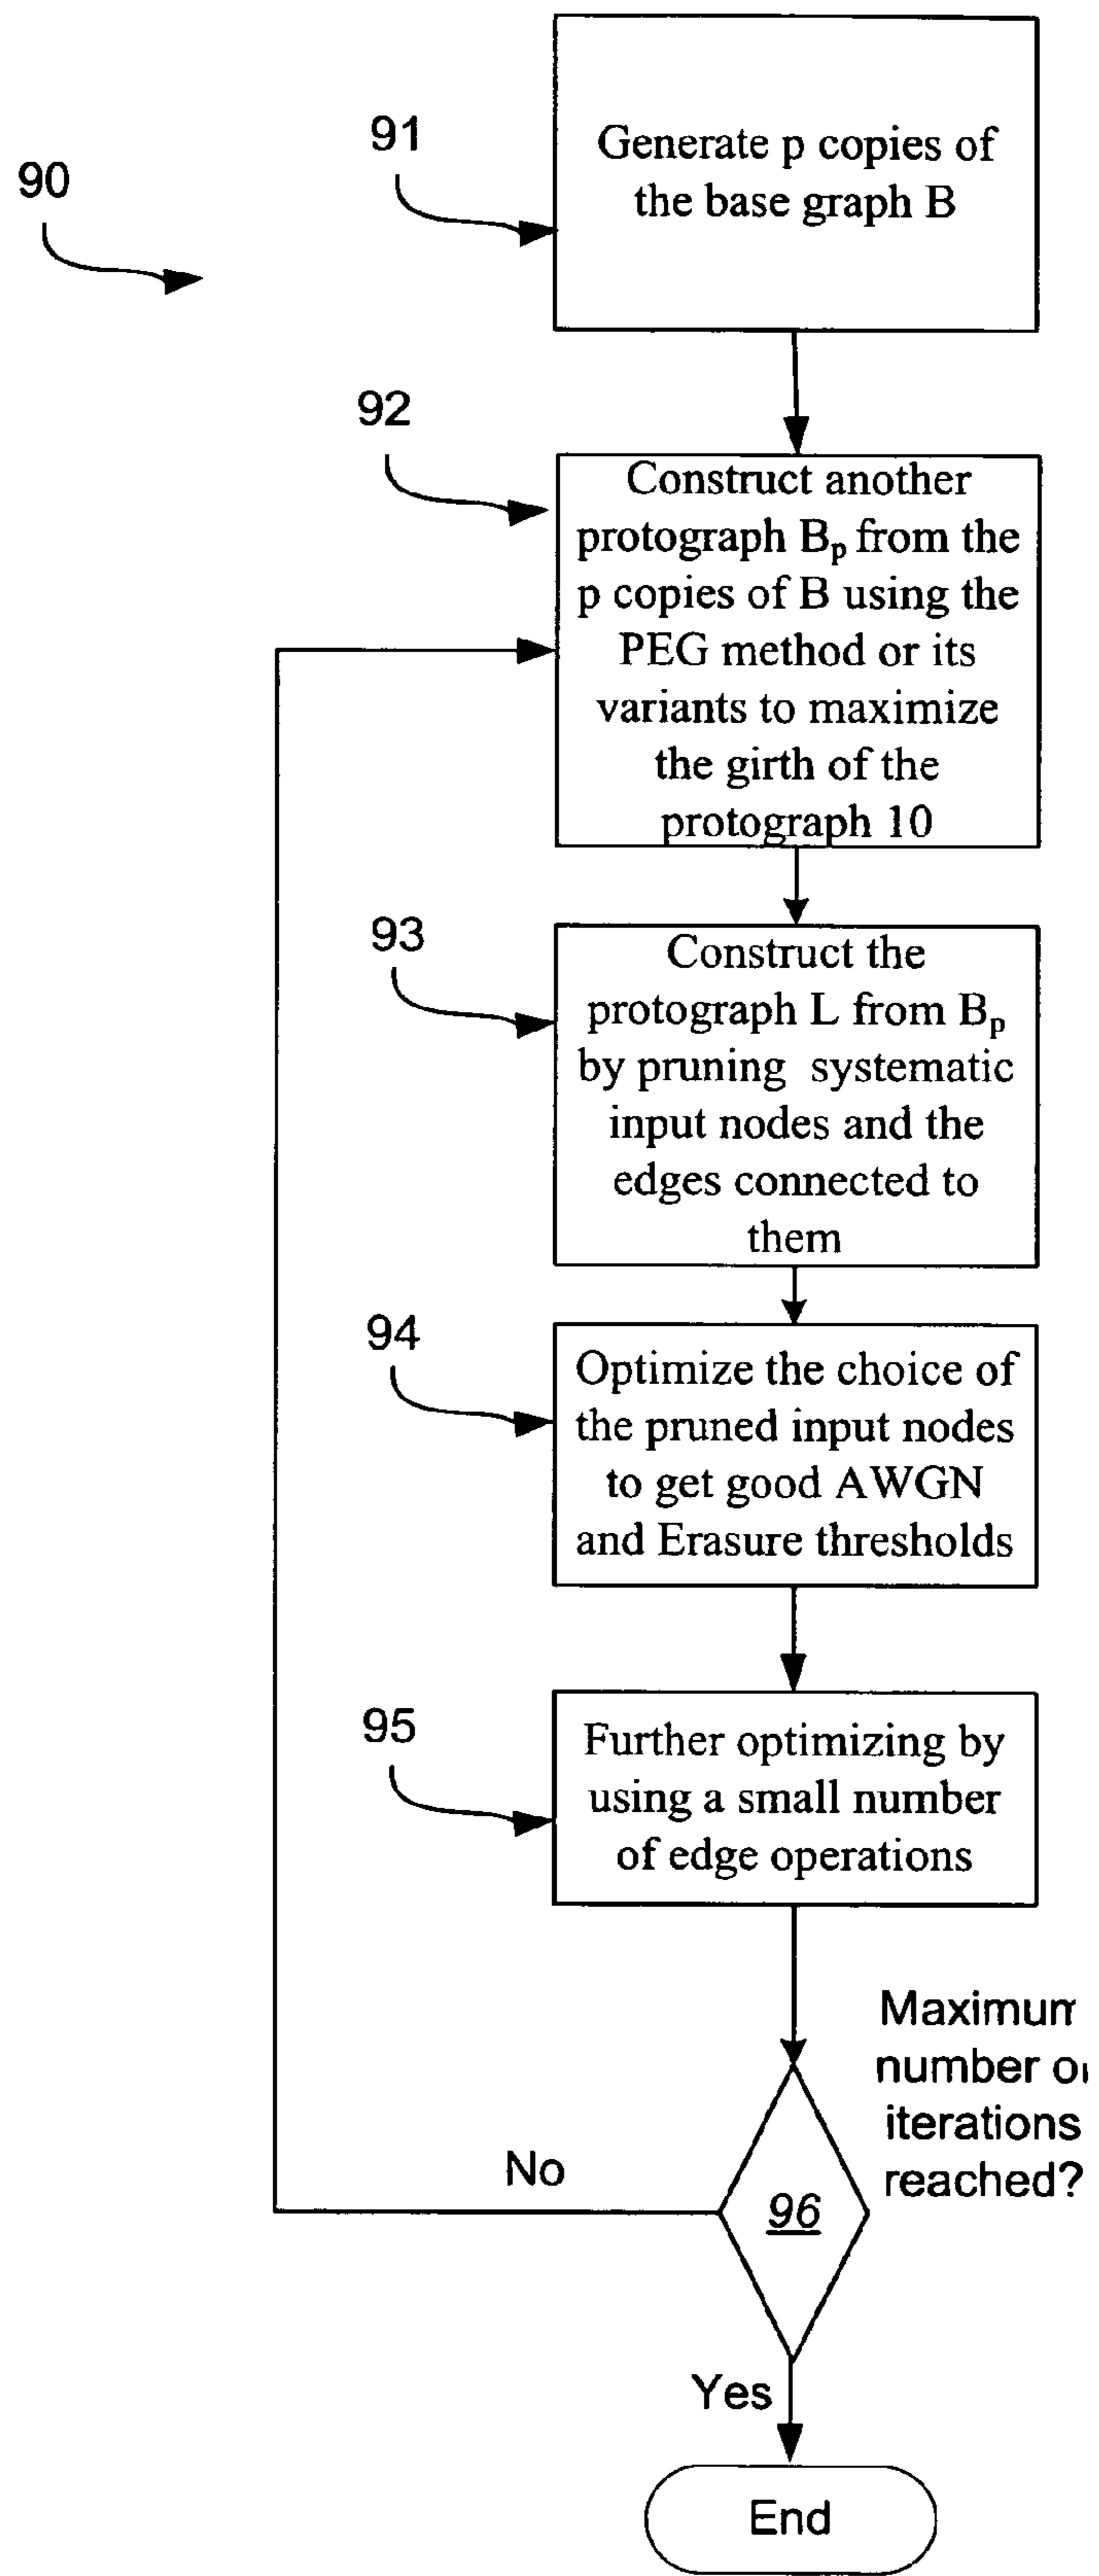 90
91
Generate p copies of
the base graph B
92
Construct another
protograph Bp from the
p copies of B using the
PEG method or its
variants to maximize
the girth of the
protograph 10
93
Construct the
protograph L from Bp
by pruning systematic
input nodes and the
edges connected to
them
94
Optimize the choice of
the pruned input nodes
to get good AWGN
and Erasure thresholds
95
Further optimizing by
using a small number
of edge operations
Maximum
number of
iterations
reached?
No
96
Yes
End